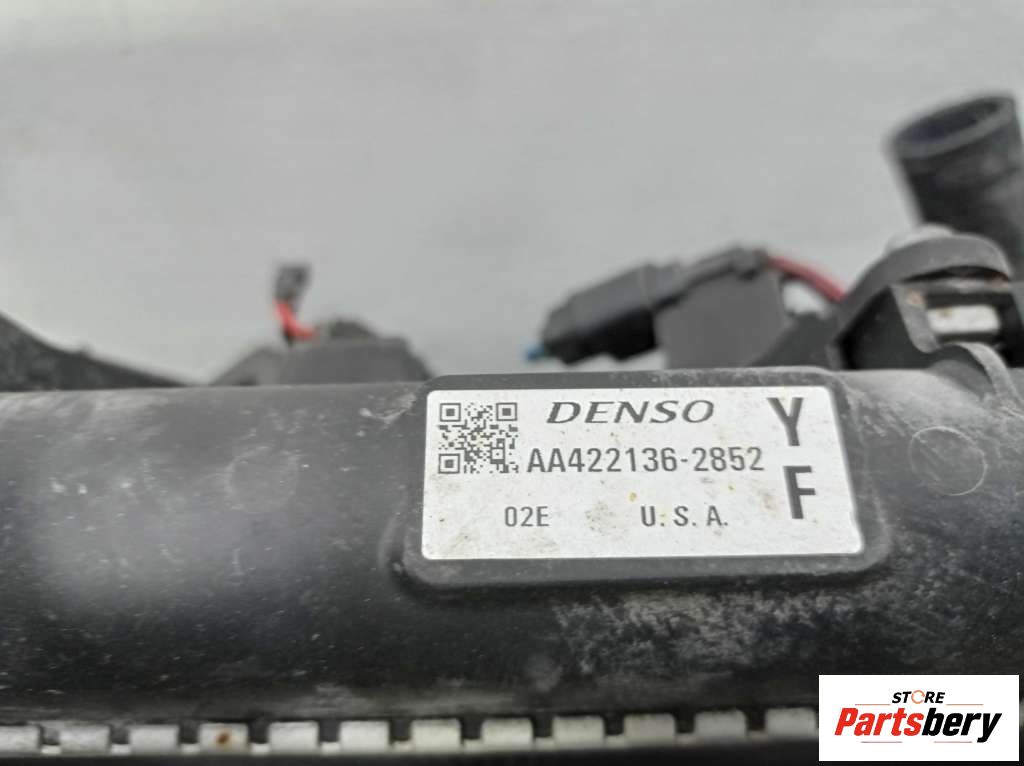 DENSO
Y
AA422136-2852
F
02E U.S.A.
STORE
Partsbery